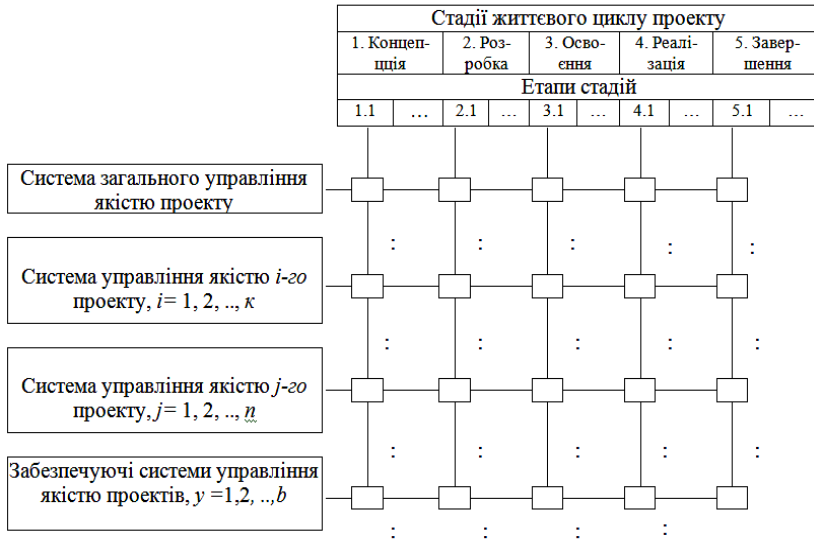 Стадії життєвого циклу проекту
1. Концеп-
цція
2. Роз-
робка
3. Осво-
єння
4. Реалі-
зація
5. Завер-
шення
Етапи стадій
1.1 … 2.1 … 3.1 … 4.1 … 5.1 …
Система загального управління
якістю проекту
: : : : :
Система управління якістю і-го
проекту, і= 1, 2, .., к
: : : : :
Система управління якістю j-го
проекту, j= 1, 2, .., n
: : : : :
Забезпечуючі системи управління
якістю проектів, y =1,2, ..,b
: : : :